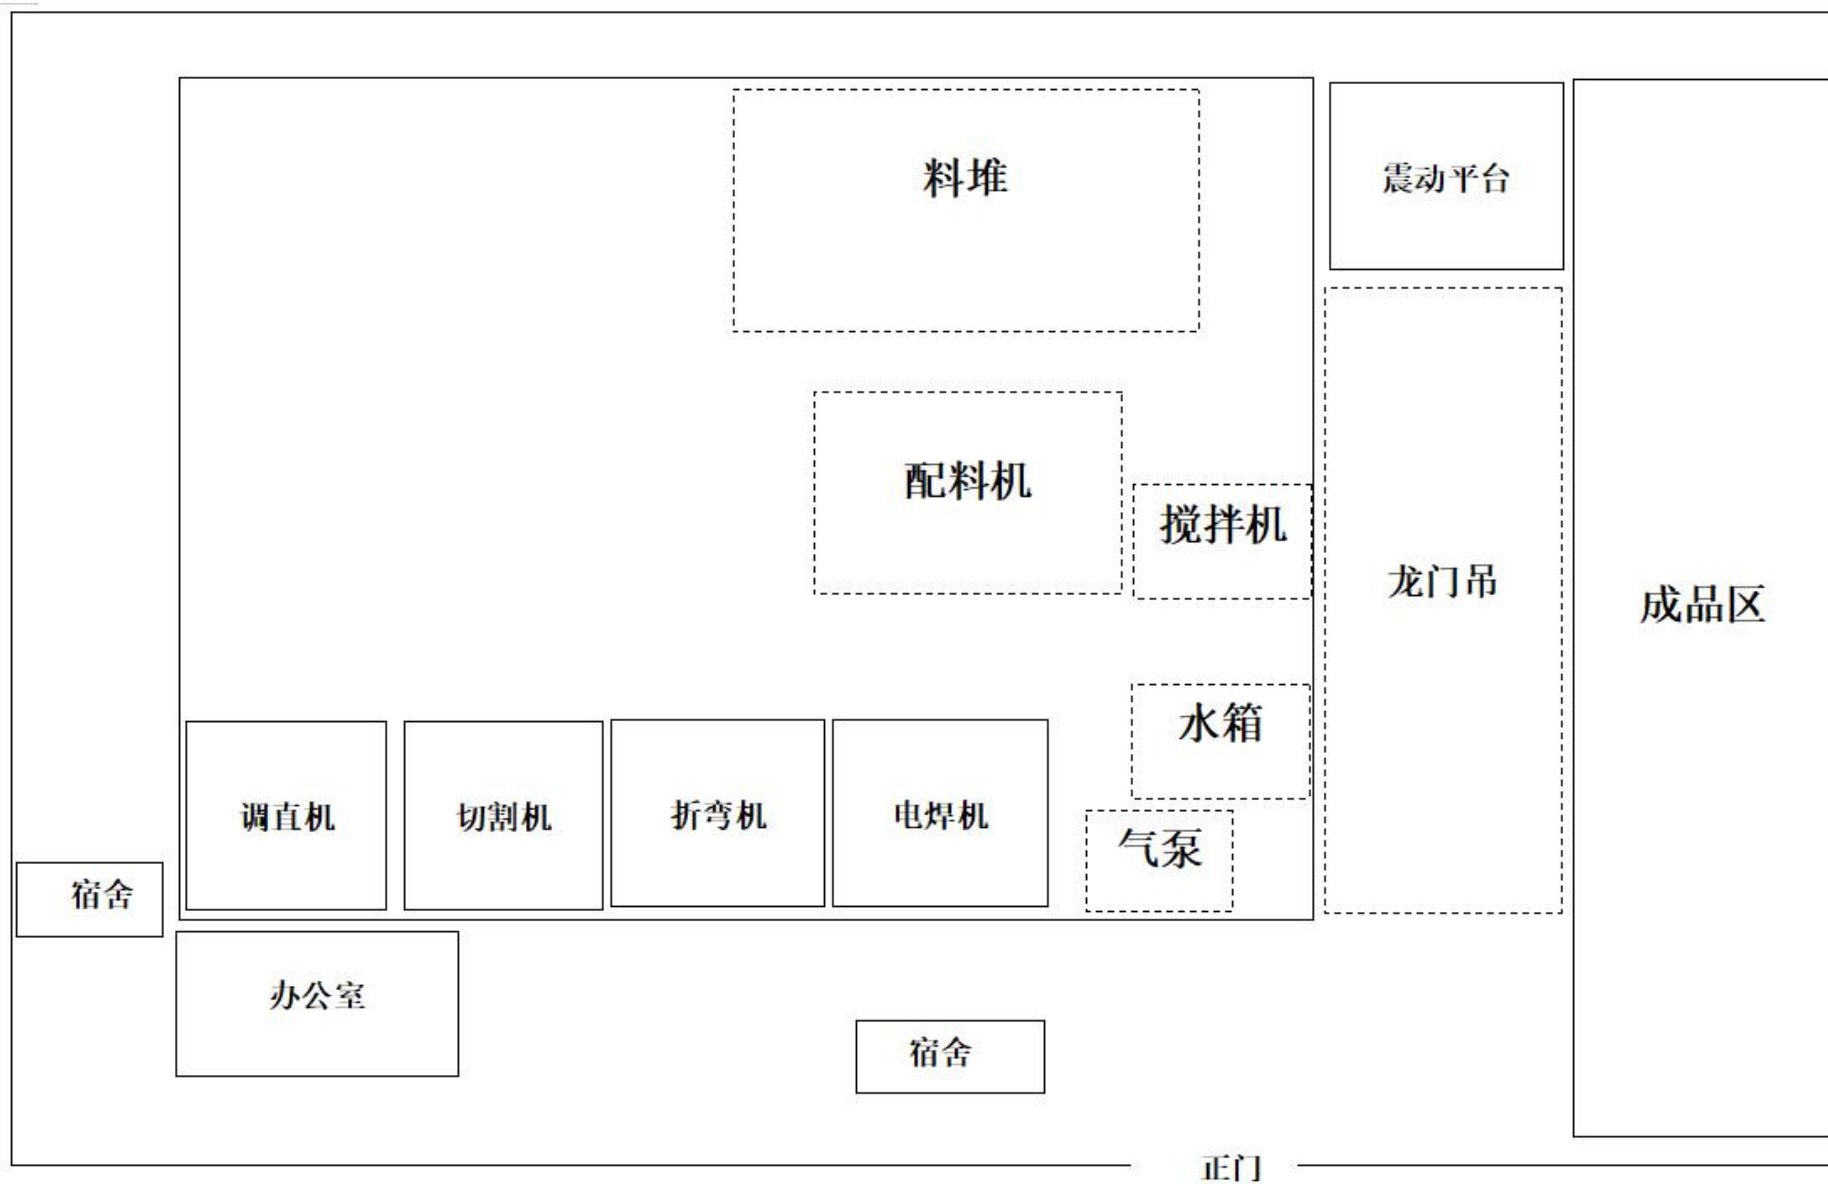 料堆
震动平台
配料机
搅拌机
龙门吊
成品区
水箱
调直机
切割机
折弯机
电焊机
气泵
宿舍
办公室
宿舍
正门